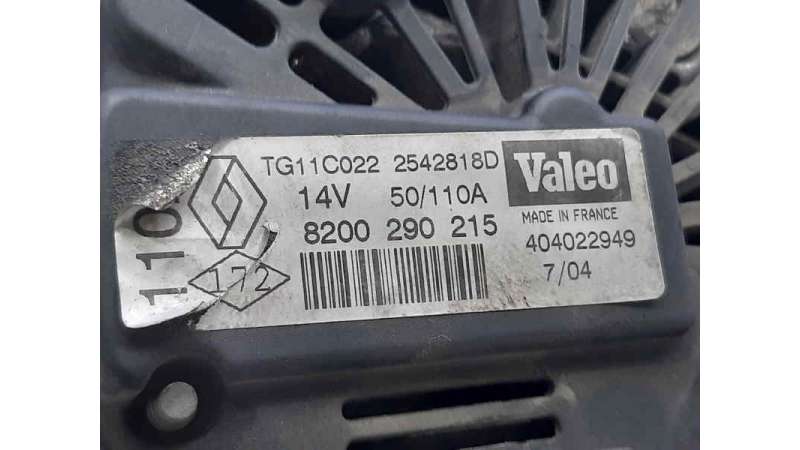 110
172
TG11C022 2542818D
14V 50/110A
8200 290 215
Valeo
MADE IN FRANCE
404022949
7/04